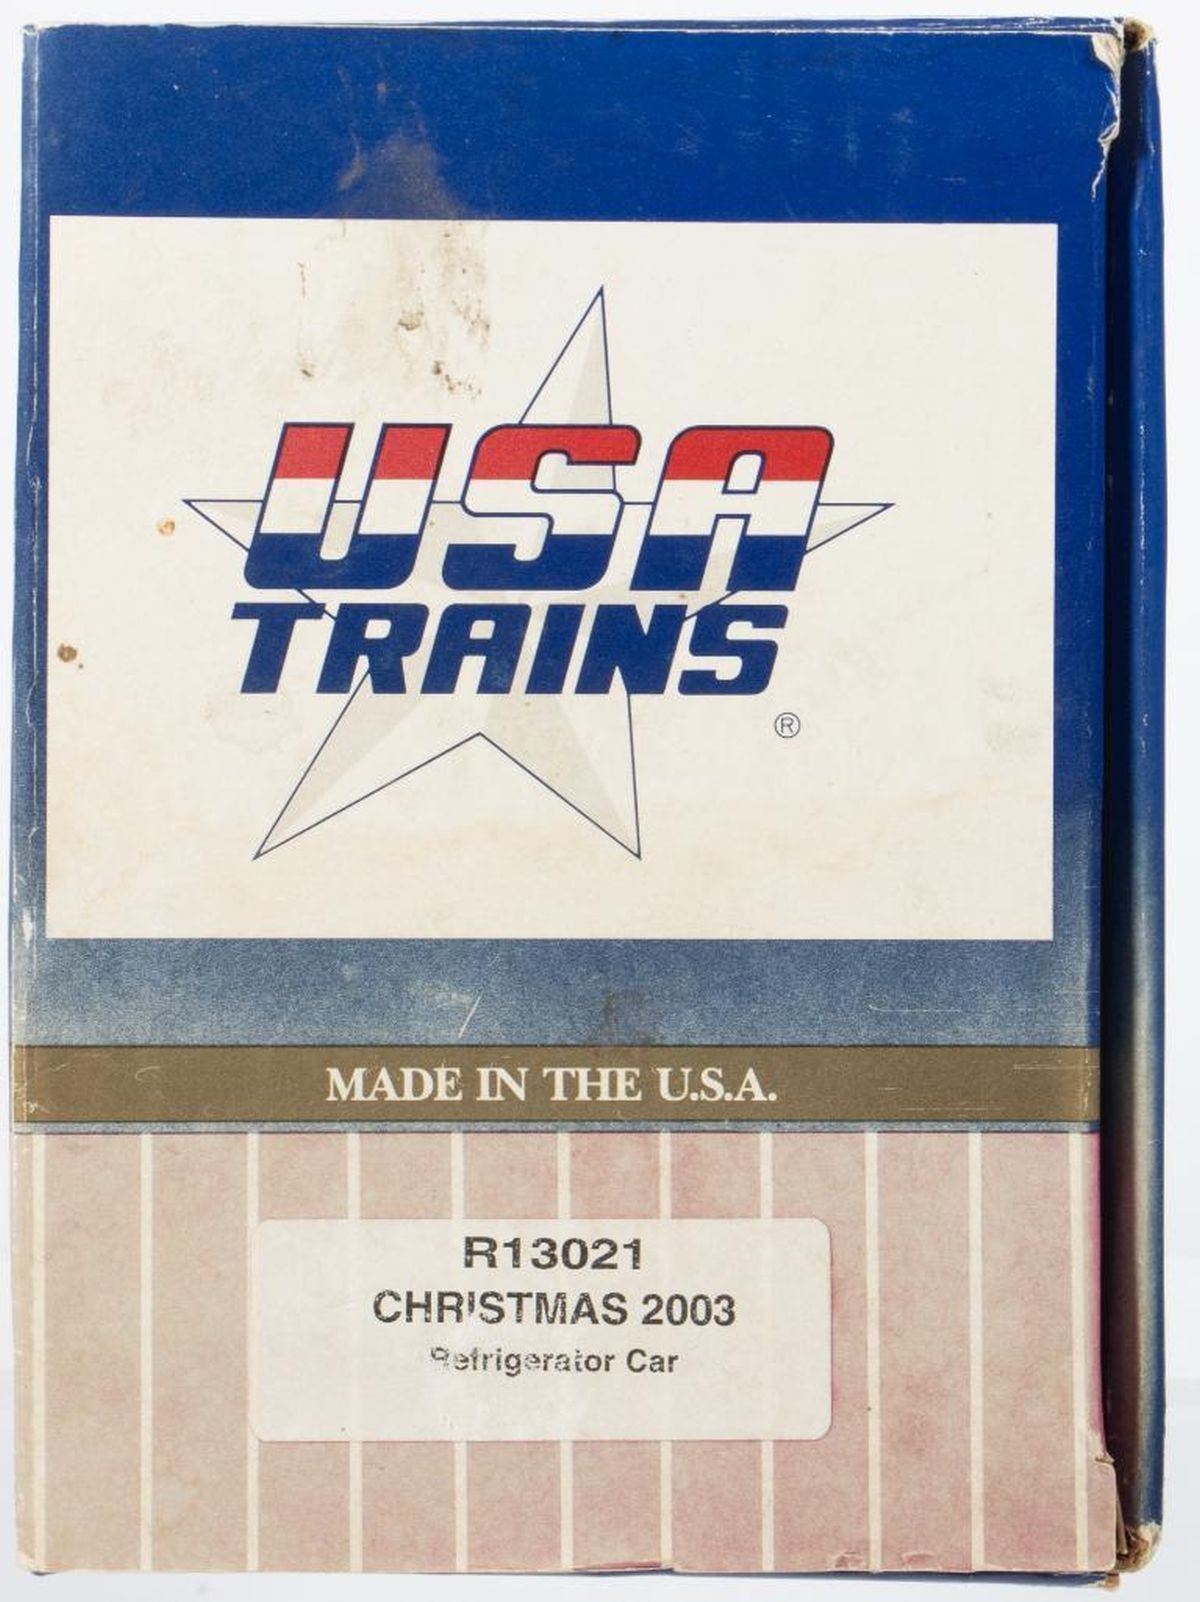 USA
TRAINS
®
MADE IN THE U.S.A.
R13021
CHRISTMAS 2003
Refrigerator Car